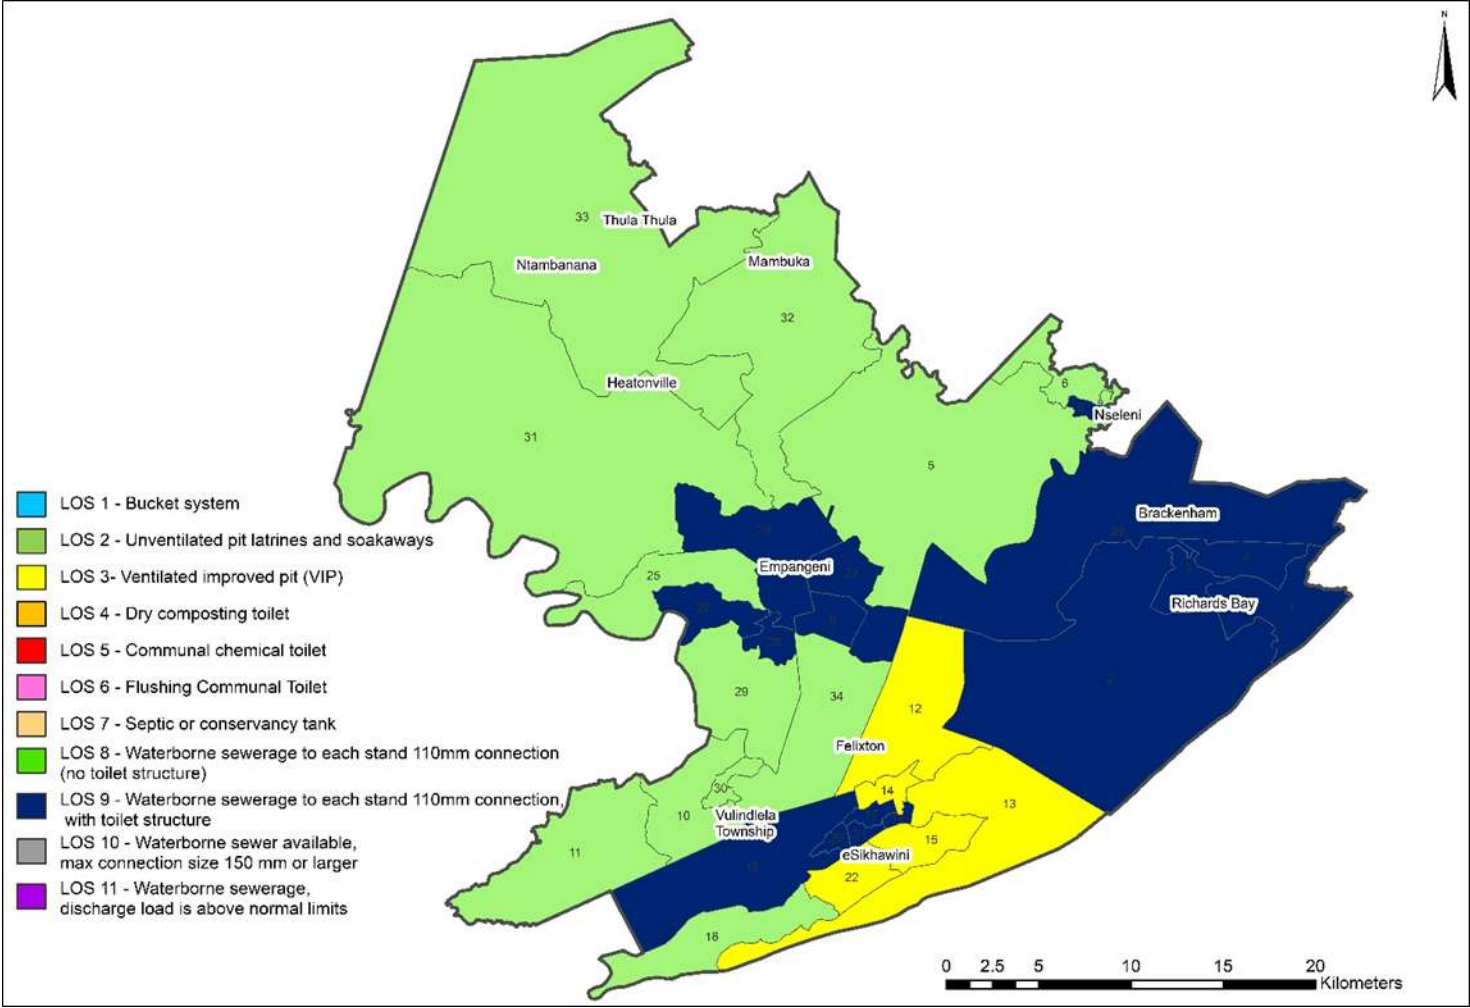 N
33
Thula Thula
Ntambanana
Mambuka
32
Heatonville
6
7
Nseleni
31
5
Brackenham
Empangeni
25
Richards Bay
29
34
12
Felixton
30
14
10
13
Vulindlela
Township
15
11
eSikhawini
22
18
LOS 1 - Bucket system
LOS 2 - Unventilated pit latrines and soakaways
LOS 3- Ventilated improved pit (VIP)
LOS 4 - Dry composting toilet
LOS 5 - Communal chemical toilet
LOS 6 - Flushing Communal Toilet
LOS 7 - Septic or conservancy tank
LOS 8 - Waterborne sewerage to each stand 110mm connection
(no toilet structure)
LOS 9 - Waterborne sewerage to each stand 110mm connection,
with toilet structure
LOS 10 - Waterborne sewer available,
max connection size 150 mm or larger
LOS 11 - Waterborne sewerage,
discharge load is above normal limits
0 2.5 5 10 15 20
Kilometers